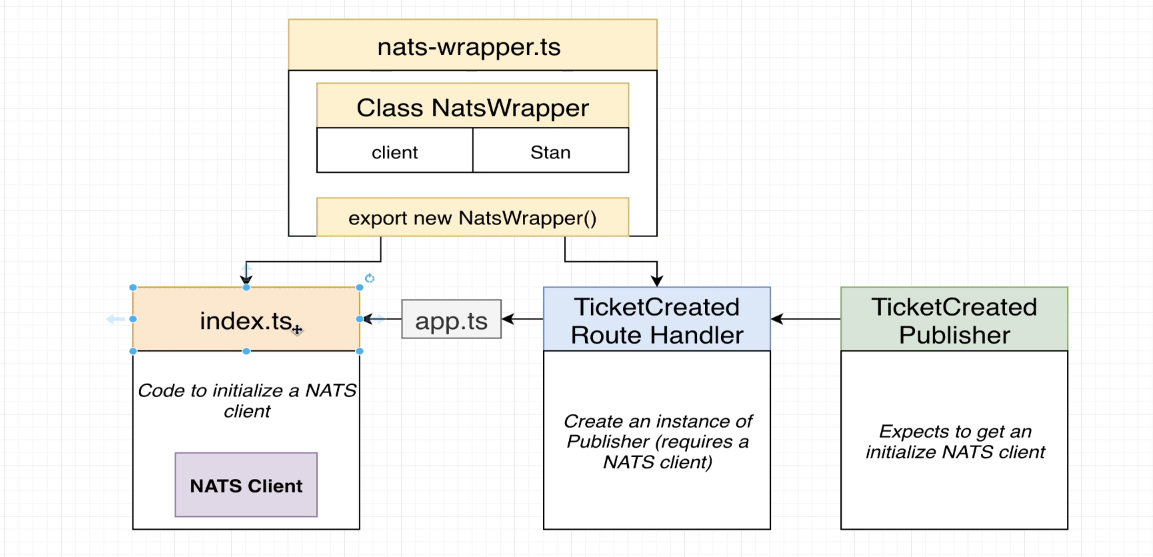 nats-wrapper.ts
Class NatsWrapper
client
Stan
export new NatsWrapper()
index.ts
app.ts
TicketCreated
Route Handler
TicketCreated
Publisher
Code to initialize a NATS
client
NATS Client
Create an instance of
Publisher (requires a
NATS client)
Expects to get an
initialize NATS client